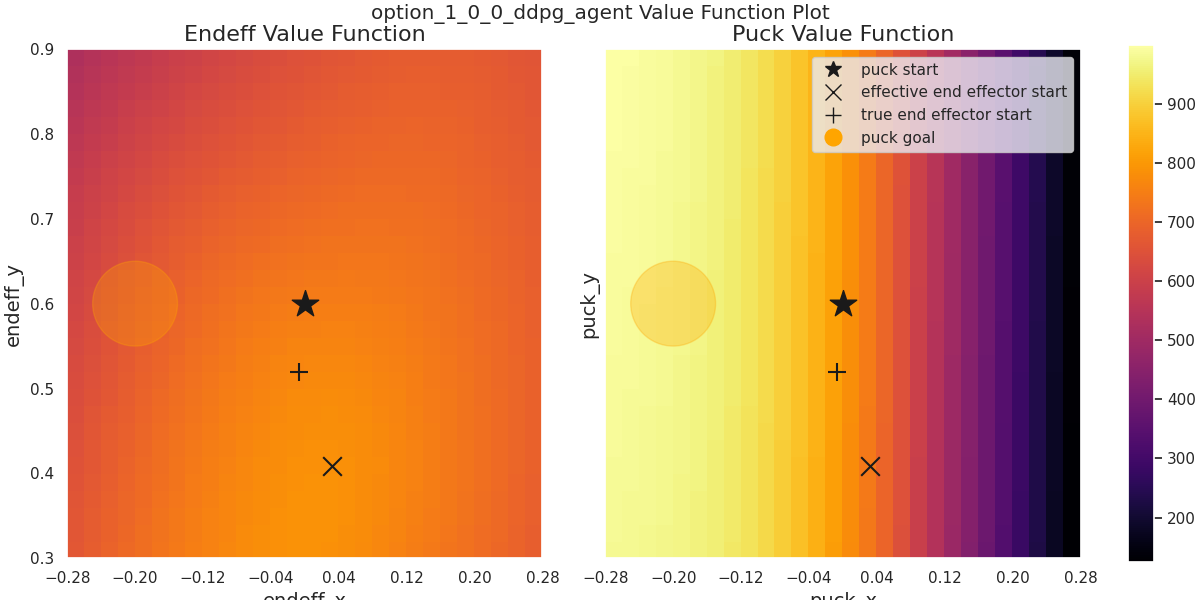 option_1_0_0_ddpg_agent Value Function Plot
Endeff Value Function
Puck Value Function
puck start
effective end effector start
true end effector start
puck goal
0.9
0.8
0.7
0.6
0.5
0.4
0.3
endeff_y
−0.28 −0.20 −0.12 −0.04 0.04 0.12 0.20 0.28
endeff_x
puck_y
−0.28 −0.20 −0.12 −0.04 0.04 0.12 0.20 0.28
puck_x
900
800
700
600
500
400
300
200